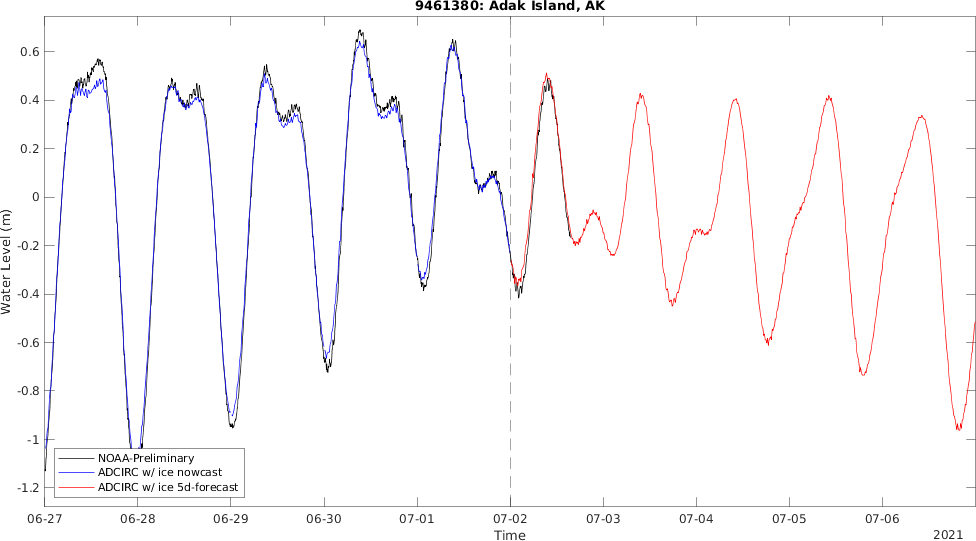 9461380: Adak Island, AK
Water Level (m)
0.6
0.4
0.2
0
-0.2
-0.4
-0.6
-0.8
-1
-1.2
NOAA-Preliminary
ADCIRC w/ ice nowcast
ADCIRC w/ ice 5d-forecast
06-27 06-28 06-29 06-30 07-01 07-02 07-03 07-04 07-05 07-06
Time
2021